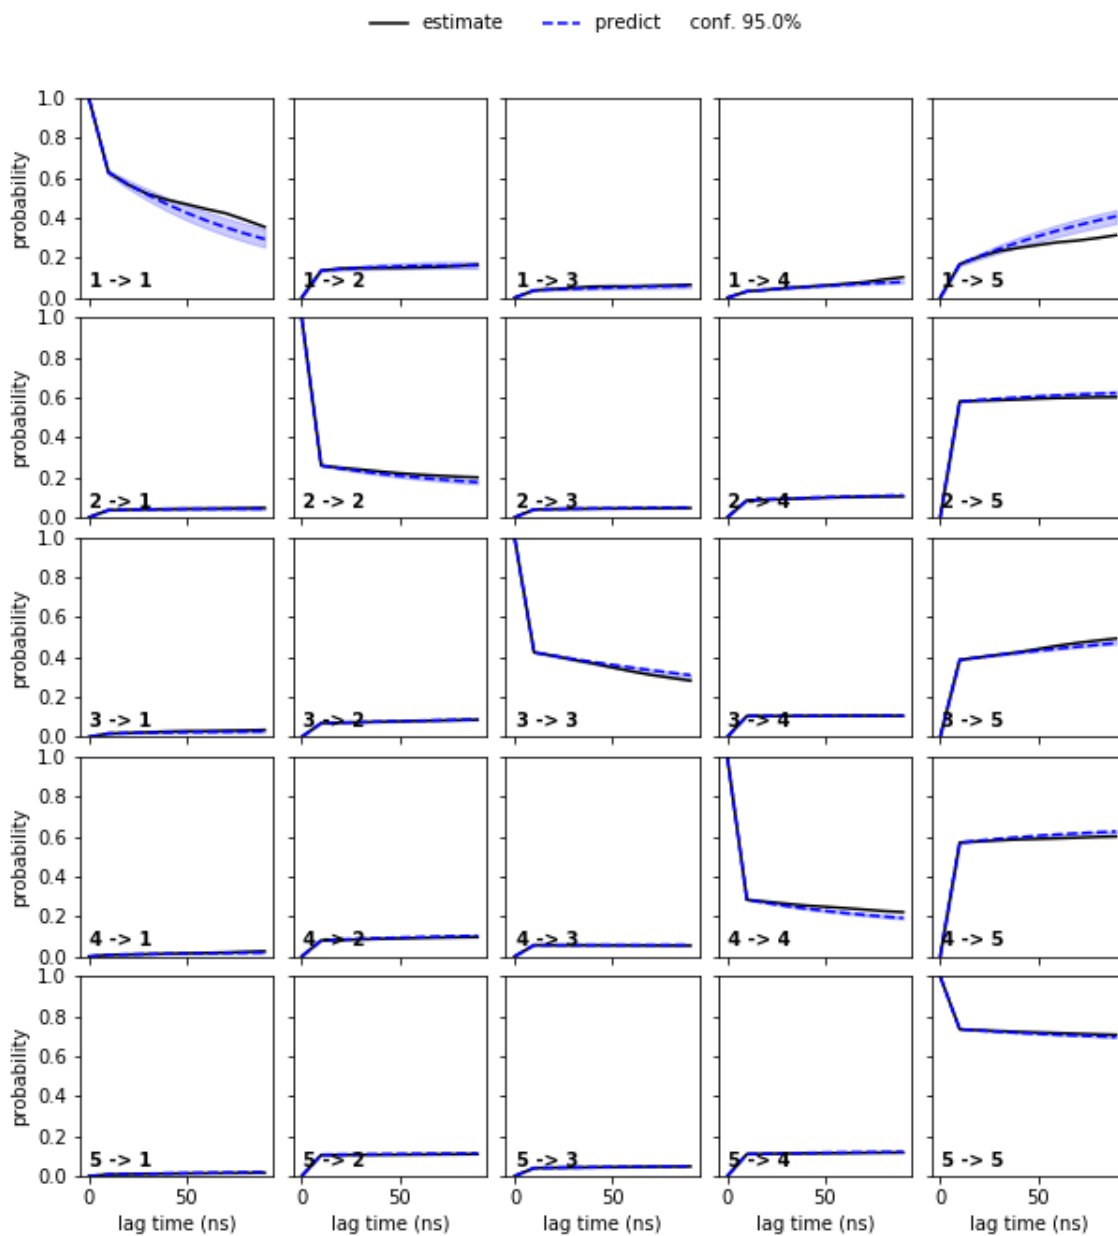 estimate predict conf. 95.0%
1.0
0.8
0.6
0.4
0.2
0.0
probability
1 -> 1 1 -> 2 1 -> 3 1 -> 4 1 -> 5
1.0
0.8
0.6
0.4
0.2
0.0
probability
2 -> 1 2 -> 2 2 -> 3 2 -> 4 2 -> 5
1.0
0.8
0.6
0.4
0.2
0.0
probability
3 -> 1 3 -> 2 3 -> 3 3 -> 4 3 -> 5
1.0
0.8
0.6
0.4
0.2
0.0
probability
4 -> 1 4 -> 2 4 -> 3 4 -> 4 4 -> 5
1.0
0.8
0.6
0.4
0.2
0.0
probability
5 -> 1 5 -> 2 5 -> 3 5 -> 4 5 -> 5
0 50 0 50 0 50 0 50 0 50
lag time (ns) lag time (ns) lag time (ns) lag time (ns) lag time (ns)